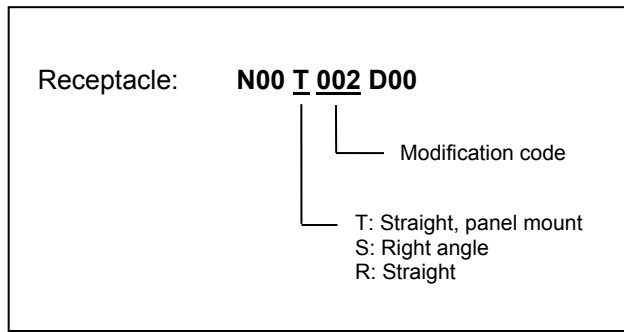 Receptacle: N00 T 002 D00
Modification code
T: Straight, panel mount
S: Right angle
R: Straight